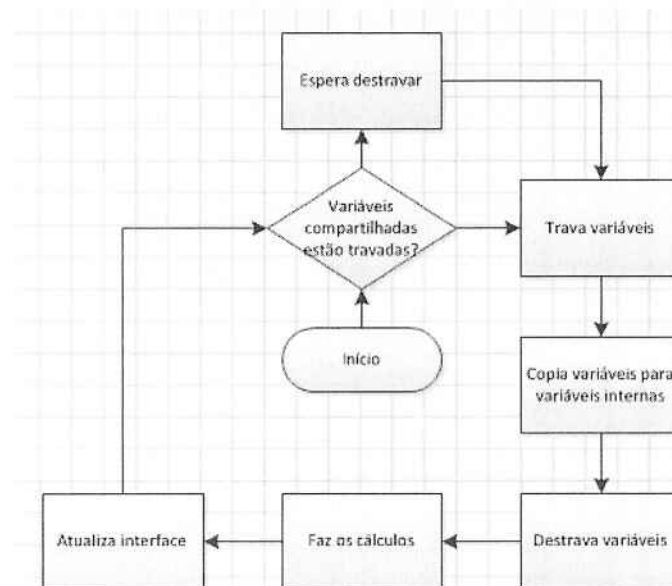 Espera destravar
Variáveis
compartilhadas
estão travadas?
Trava variáveis
Início
Copia variáveis para
variáveis internas
Atualiza interface
Faz os cálculos
Destrava variáveis